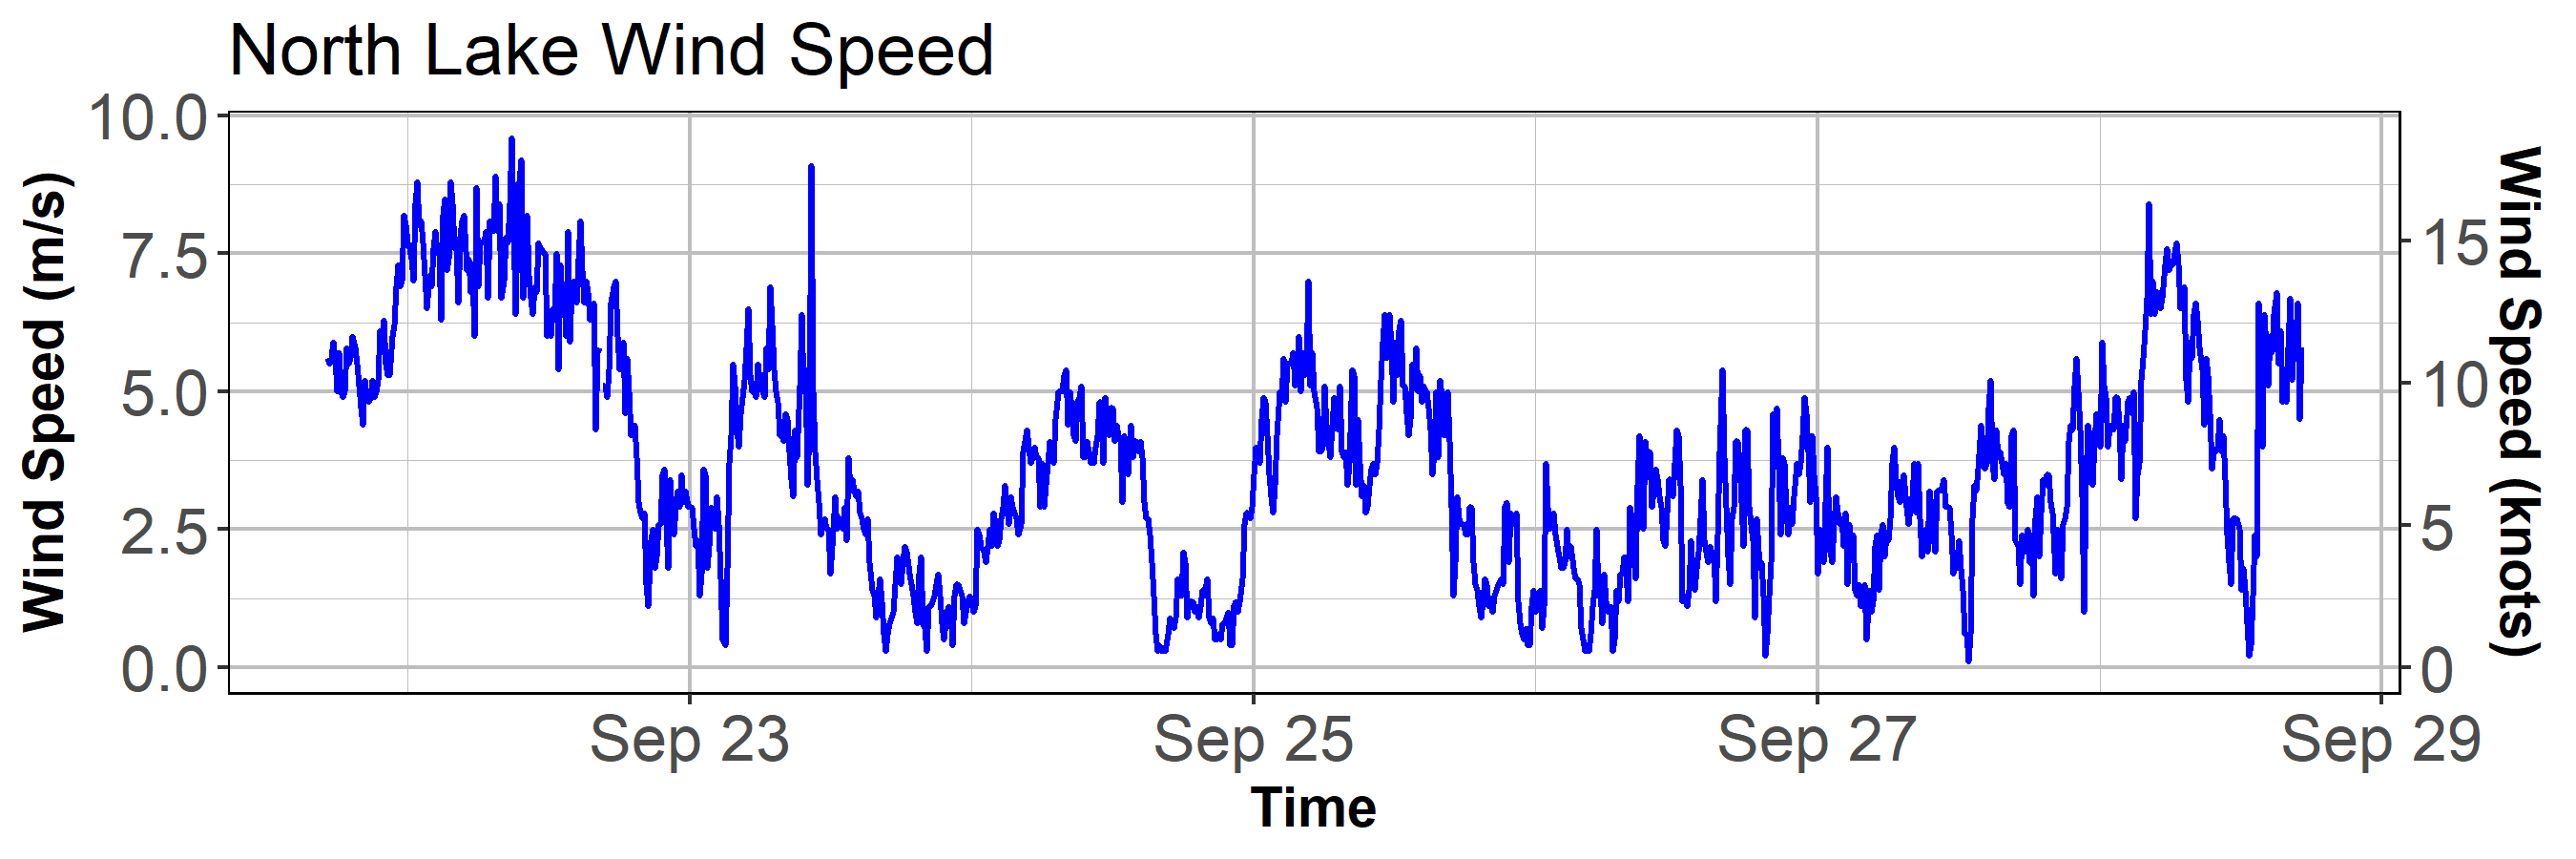 North Lake Wind Speed
Wind Speed (m/s)
10.0
7.5
5.0
2.5
0.0
Wind Speed (knots)
15
10
5
0
Sep 23 Sep 25 Sep 27 Sep 29
Time